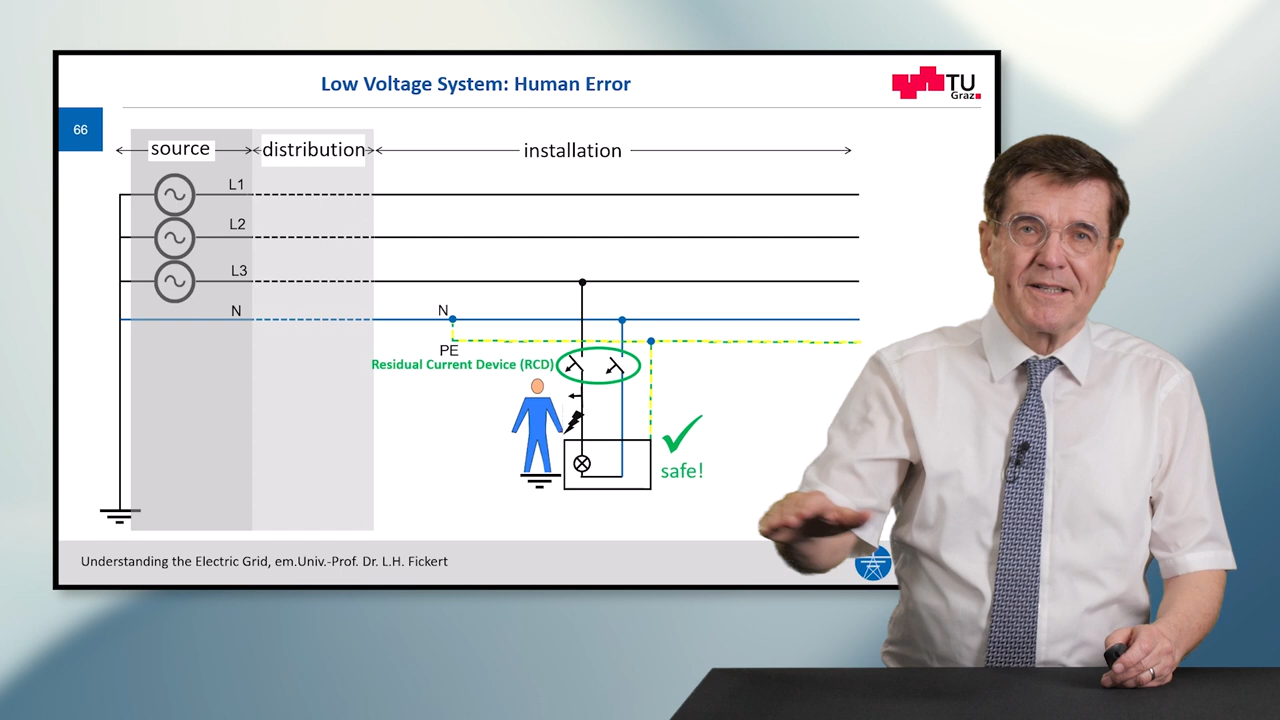 Low Voltage System: Human Error
TU
Graz
66
source
distribution
installation
L1
L2
L3
N
N
PE
Residual Current Device (RCD)
safe!
Understanding the Electric Grid, em.Univ.-Prof. Dr. L.H. Fickert